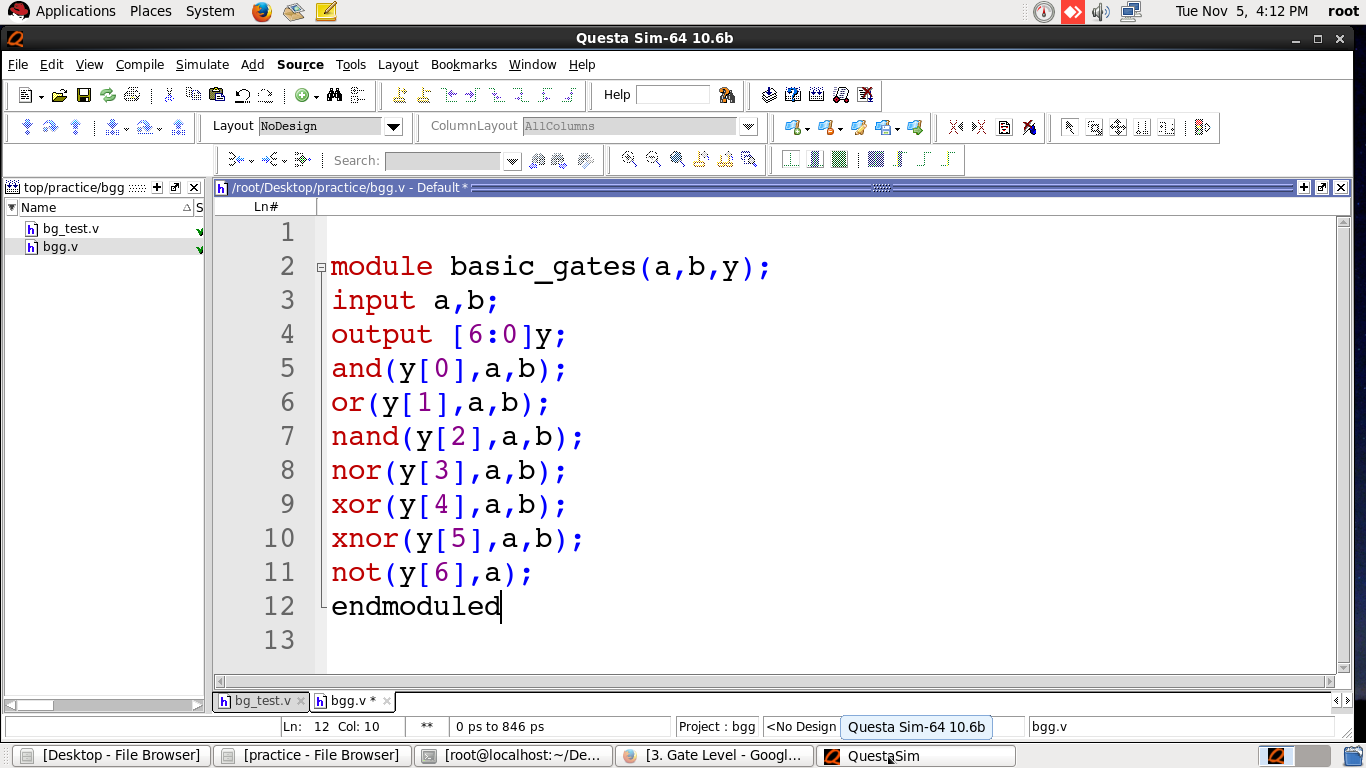 Applications Places System Tue Nov 5, 4:12 PM root
Questa Sim-64 10.6b
File Edit View Compile Simulate Add Source Tools Layout Bookmarks Window Help
Help
Layout NoDesign ColumnLayout AllColumns
Search:
top/practice/bgg
/root/Desktop/practice/bgg.v - Default *
Name S
Ln#
bg_test.v
bgg.v
1
2 module basic_gates(a,b,y);
3 input a,b;
4 output [6:0]y;
5 and(y[0],a,b);
6 or(y[1],a,b);
7 nand(y[2],a,b);
8 nor(y[3],a,b);
9 xor(y[4],a,b);
10 xnor(y[5],a,b);
11 not(y[6],a);
12 endmoduled
13
bg_test.v bgg.v *
Ln: 12 Col: 10 ** 0 ps to 846 ps Project : bgg <No Design Questa Sim-64 10.6b bgg.v
[Desktop - File Browser] [practice - File Browser] [root@localhost:~/De... [3. Gate Level - Googl... QuestaSim